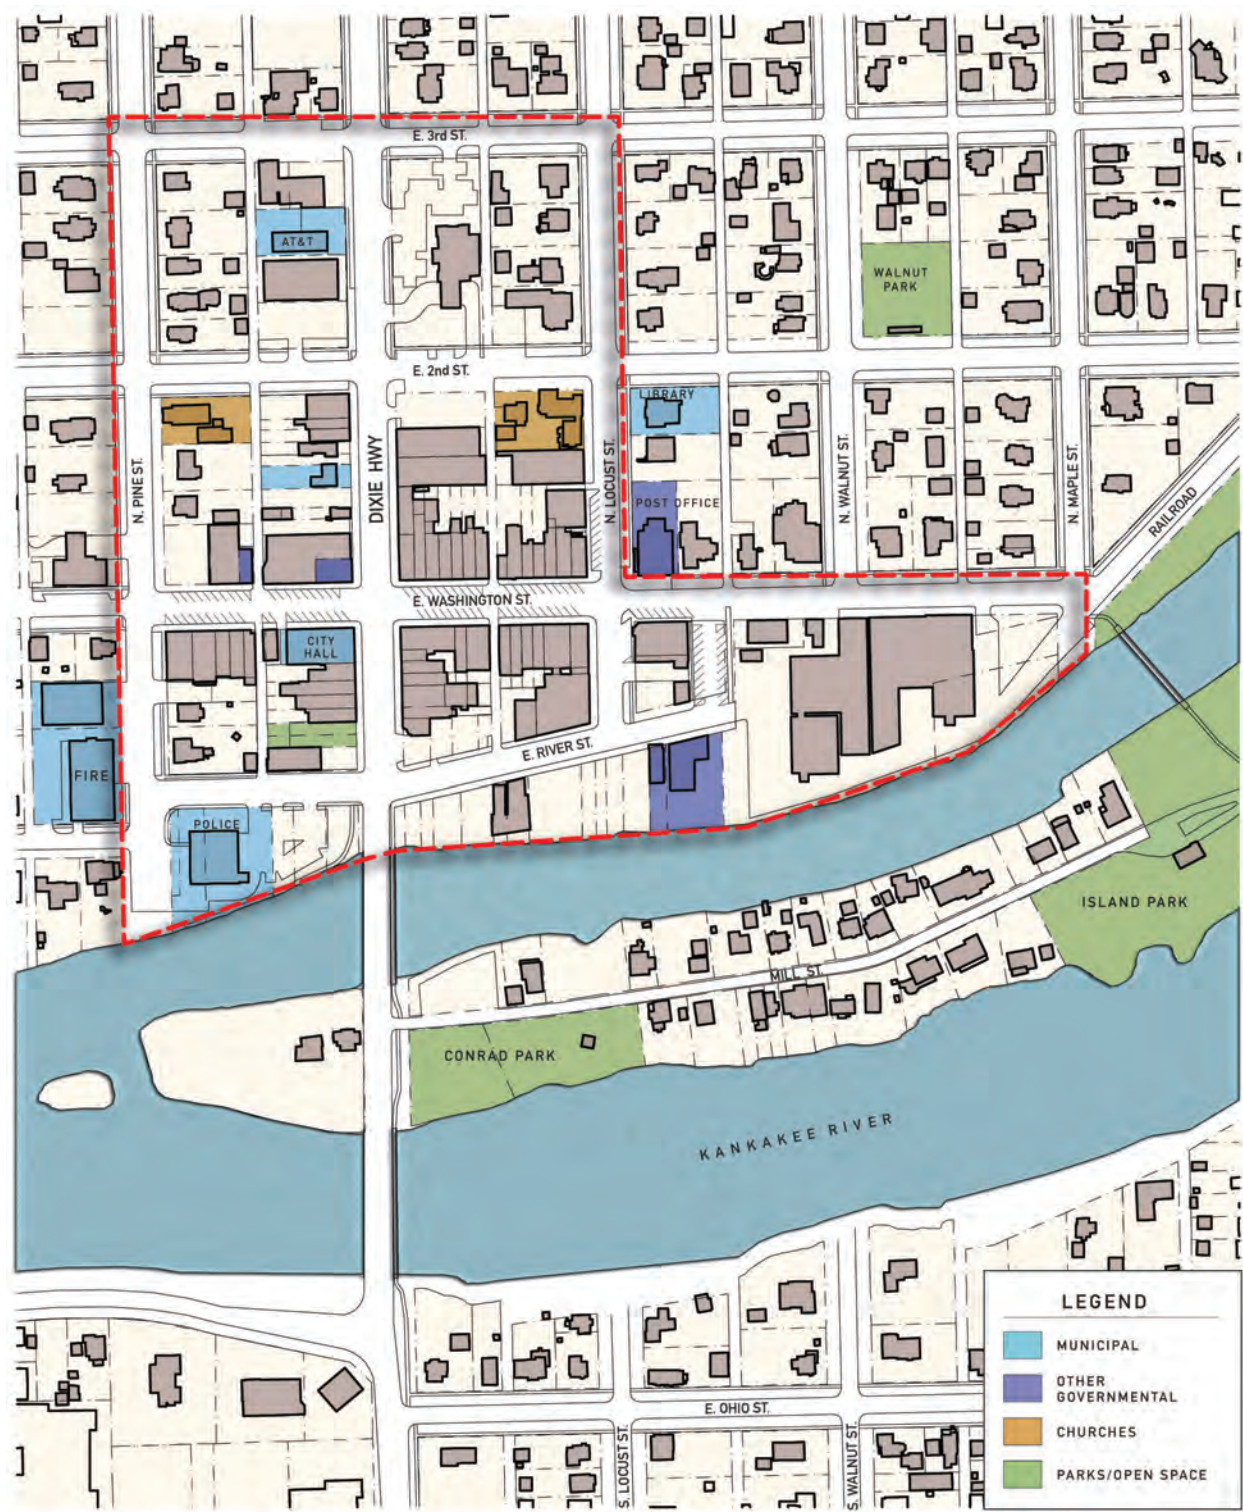 E. 3rd ST.
AT&T
WALNUT
PARK
E. 2nd ST.
LIBRARY
N. PINE ST.
DIXIE HWY
N. LOCUST ST.
N. WALNUT ST.
N. MAPLE ST.
RAILROAD
POST OFFICE
E. WASHINGTON ST.
CITY
HALL
E. RIVER ST.
FIRE
POLICE
ISLAND PARK
MILL ST.
CONRAD PARK
KANKAKEE RIVER
LEGEND
MUNICIPAL
OTHER
GOVERNMENTAL
CHURCHES
PARKS/OPEN SPACE
E. OHIO ST.
S. LOCUST ST.
S. WALNUT ST.